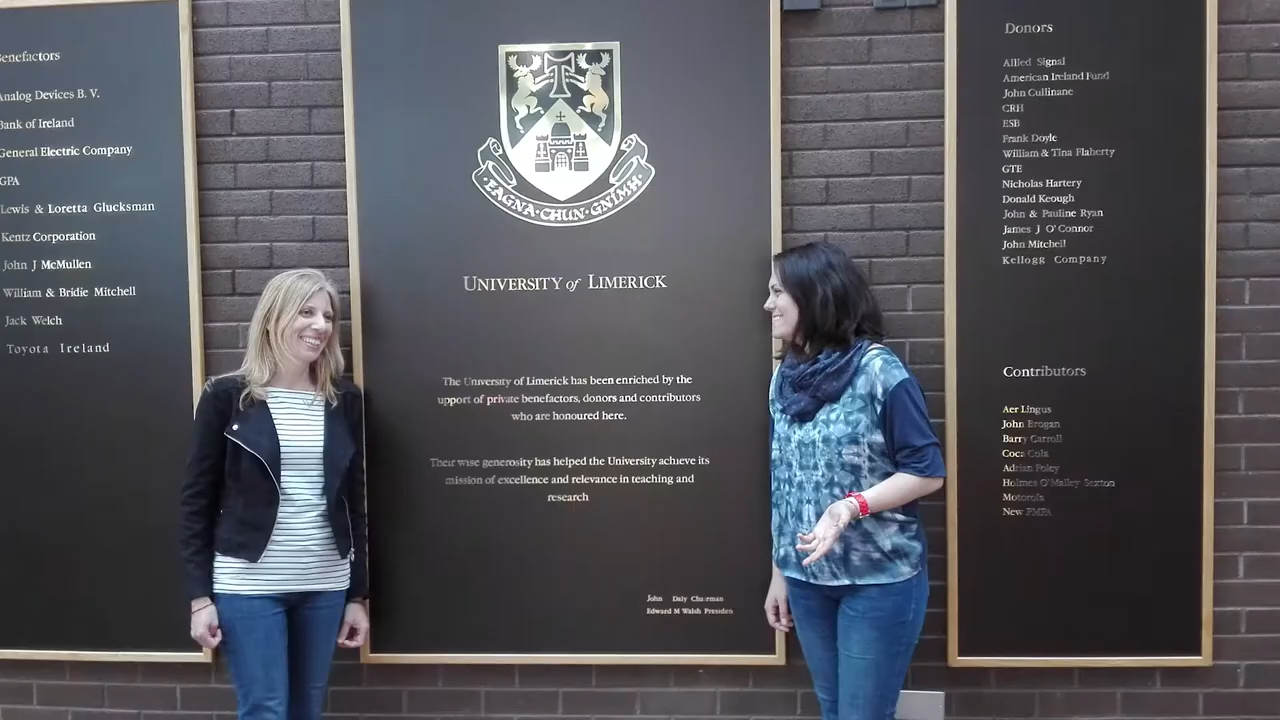 Benefactors
Analog Devices B. V.
Bank of Ireland
General Electric Company
GPA
Lewis & Loretta Glucksman
Kentz Corporation
John J McMullen
William & Bridie Mitchell
Jack Welch
Toyota Ireland
EAGNA·CHUN·GNIMH
UNIVERSITY of LIMERICK
The University of Limerick has been enriched by the
upport of private benefactors, donors and contributors
who are honoured here.
Their wise generosity has helped the University achieve its
mission of excellence and relevance in teaching and
research
John Daly Chairman
Edward M Walsh Presiden
Donors
Allied Signal
American Ireland Fund
John Cullinane
CRH
ESB
Frank Doyle
William & Tina Flaherty
GTE
Nicholas Hartery
Donald Keough
John & Pauline Ryan
James J O'Connor
John Mitchell
Kellogg Company
Contributors
Aer Lingus
John Brogan
Barry Carroll
Coca Cola
Adrian Foley
Holmes O'Malley Sexton
Motorola
New PMPA